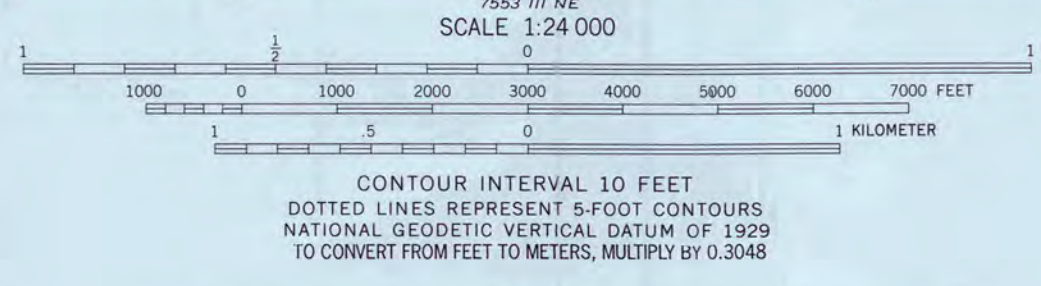 7553 III NE
SCALE 1:24 000
1 1/2 0 1
1000 0 1000 2000 3000 4000 5000 6000 7000 FEET
1 .5 0 1 KILOMETER
CONTOUR INTERVAL 10 FEET
DOTTED LINES REPRESENT 5-FOOT CONTOURS
NATIONAL GEODETIC VERTICAL DATUM OF 1929
TO CONVERT FROM FEET TO METERS, MULTIPLY BY 0.3048